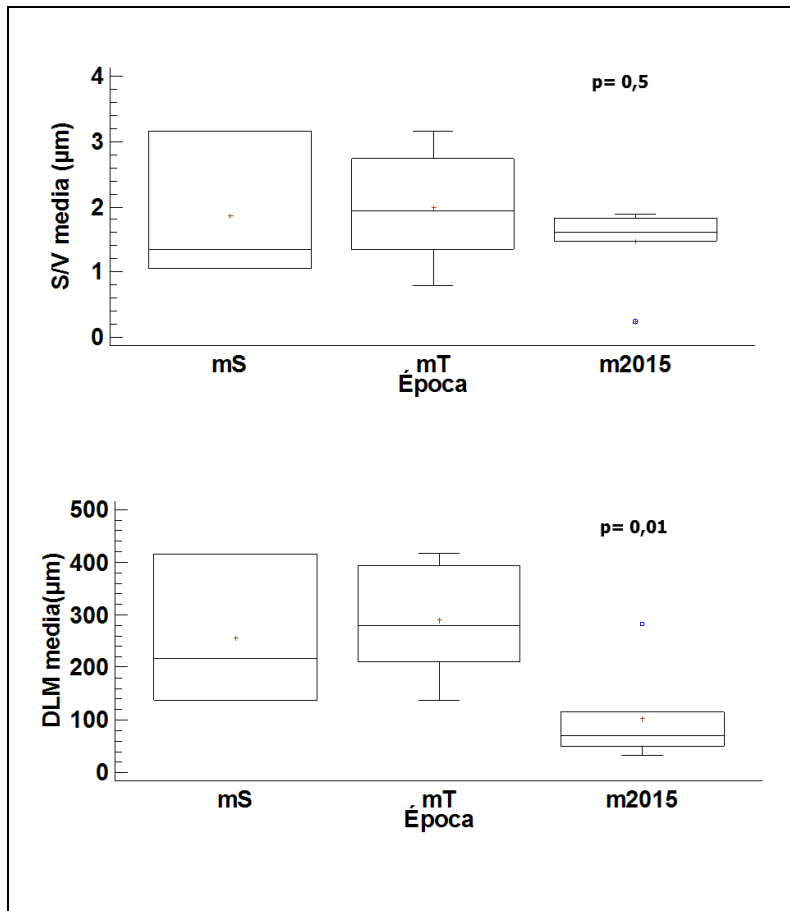 p= 0,5
S/V media (µm)
4
3
2
1
0
mS mT m2015
Época
p= 0,01
DLM media(µm)
500
400
300
200
100
0
mS mT m2015
Época